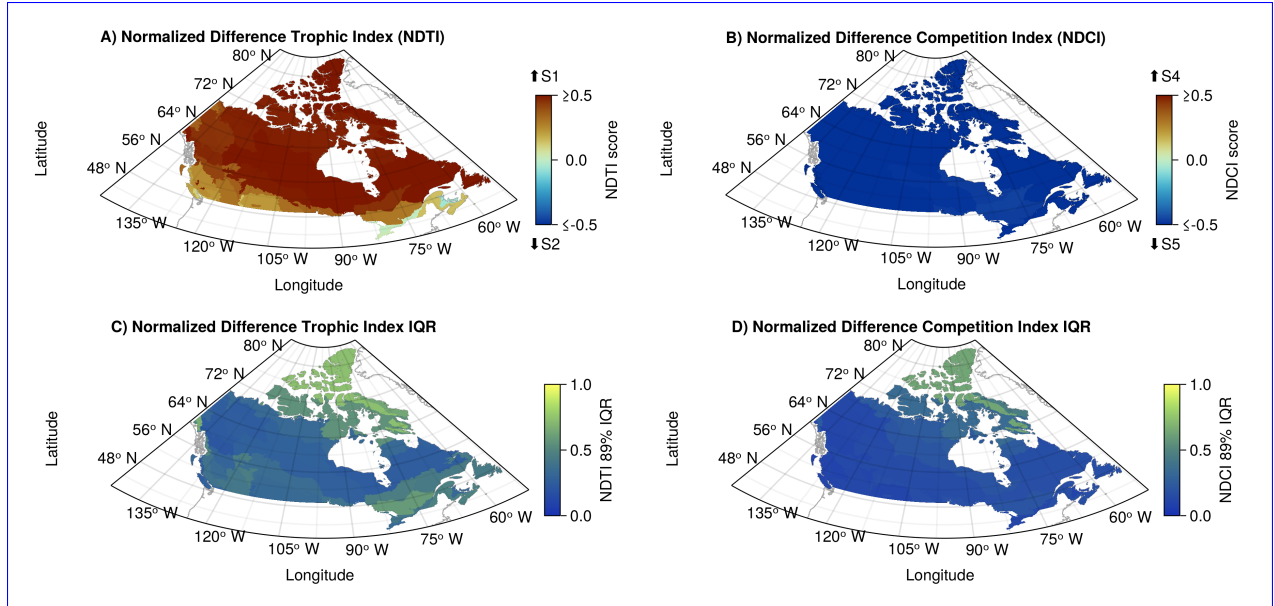 A) Normalized Difference Trophic Index (NDTI)
80° N
72° N
64° N
56° N
48° N
135° W
120° W
105° W
90° W
75° W
60° W
Latitude
Longitude
⬆S1
≥0.5
0.0
≤-0.5
⬇S2
NDTI score
B) Normalized Difference Competition Index (NDCI)
80° N
72° N
64° N
56° N
48° N
135° W
120° W
105° W
90° W
75° W
60° W
Latitude
Longitude
⬆S4
≥0.5
0.0
≤-0.5
⬇S5
NDCI score
C) Normalized Difference Trophic Index IQR
80° N
72° N
64° N
56° N
48° N
135° W
120° W
105° W
90° W
75° W
60° W
Latitude
Longitude
1.0
0.5
0.0
NDTI 89% IQR
D) Normalized Difference Competition Index IQR
80° N
72° N
64° N
56° N
48° N
135° W
120° W
105° W
90° W
75° W
60° W
Latitude
Longitude
1.0
0.5
0.0
NDCI 89% IQR